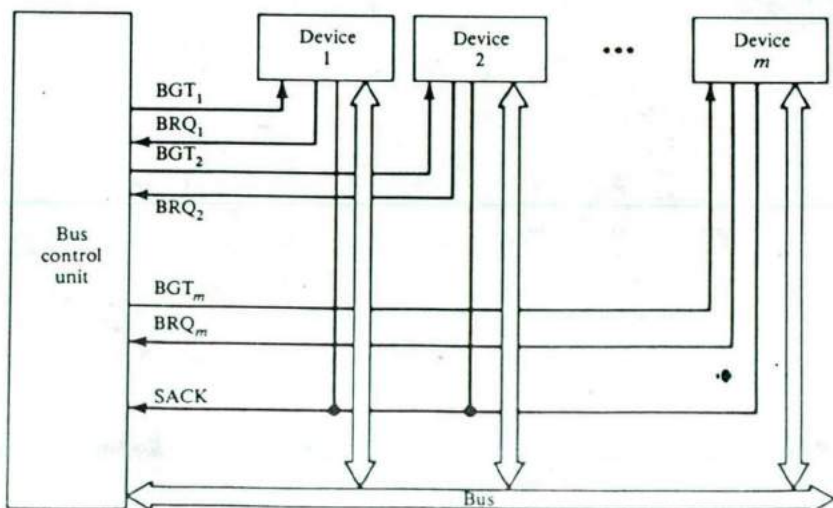 Device
1
Device
2
Device
m
BGT₁
BRQ₁
BGT₂
BRQ₂
Bus
control
unit
BGTₘ
BRQₘ
SACK
Bus